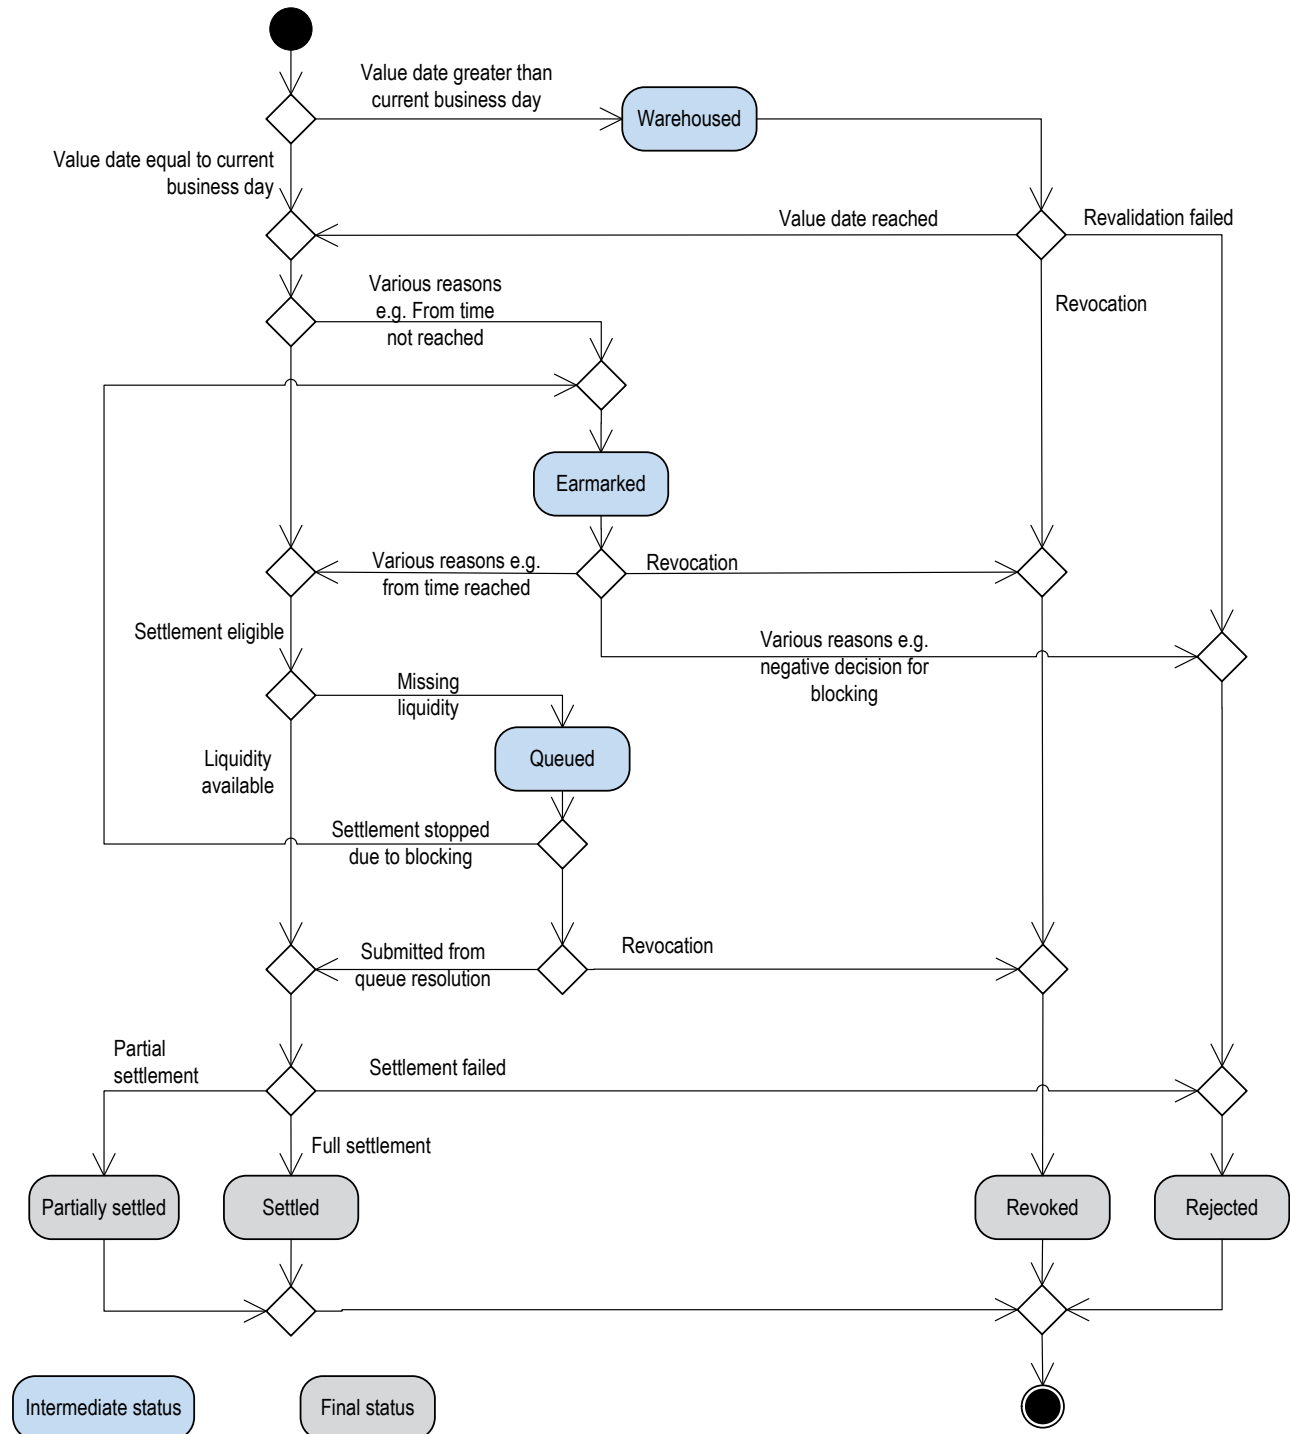 Value date greater than
current business day
Warehoused
Value date equal to current
business day
Value date reached
Revalidation failed
Various reasons
e.g. From time
not reached
Revocation
Earmarked
Various reasons e.g.
from time reached
Revocation
Settlement eligible
Various reasons e.g.
negative decision for
blocking
Missing
liquidity
Queued
Liquidity
available
Settlement stopped
due to blocking
Submitted from
queue resolution
Revocation
Partial
settlement
Settlement failed
Full settlement
Partially settled
Settled
Revoked
Rejected
Intermediate status
Final status